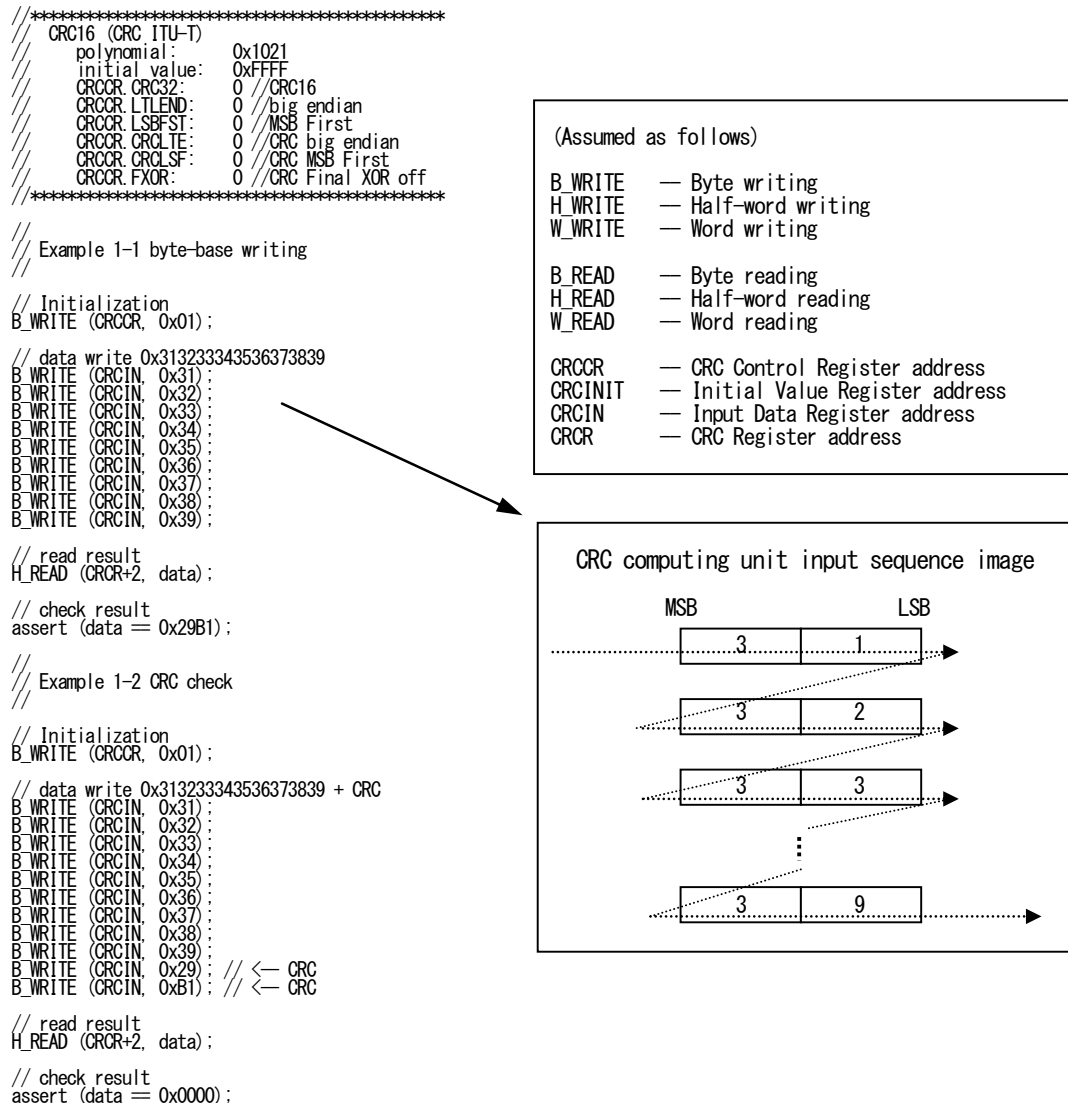 //*********************************************
// CRC16 (CRC ITU-T)
// polynomial: 0x1021
// initial value: 0xFFFF
// CRCCR.CRC32: 0 //CRC16
// CRCCR.LTLEND: 0 //big endian
// CRCCR.LSBFST: 0 //MSB First
// CRCCR.CRCLTE: 0 //CRC big endian
// CRCCR.CRCLSF: 0 //CRC MSB First
// CRCCR.FXOR: 0 //CRC Final XOR off
//*********************************************
//
// Example 1-1 byte-base writing
//
// Initialization
B_WRITE (CRCCR, 0x01);
// data write 0x313233343536373839
B_WRITE (CRCIN, 0x31);
B_WRITE (CRCIN, 0x32);
B_WRITE (CRCIN, 0x33);
B_WRITE (CRCIN, 0x34);
B_WRITE (CRCIN, 0x35);
B_WRITE (CRCIN, 0x36);
B_WRITE (CRCIN, 0x37);
B_WRITE (CRCIN, 0x38);
B_WRITE (CRCIN, 0x39);
// read result
H_READ (CRCR+2, data);
// check result
assert (data == 0x29B1);
//
// Example 1-2 CRC check
//
// Initialization
B_WRITE (CRCCR, 0x01);
// data write 0x313233343536373839 + CRC
B_WRITE (CRCIN, 0x31);
B_WRITE (CRCIN, 0x32);
B_WRITE (CRCIN, 0x33);
B_WRITE (CRCIN, 0x34);
B_WRITE (CRCIN, 0x35);
B_WRITE (CRCIN, 0x36);
B_WRITE (CRCIN, 0x37);
B_WRITE (CRCIN, 0x38);
B_WRITE (CRCIN, 0x39);
B_WRITE (CRCIN, 0x29); // <-- CRC
B_WRITE (CRCIN, 0xB1); // <-- CRC
// read result
H_READ (CRCR+2, data);
// check result
assert (data == 0x0000);
(Assumed as follows)
B_WRITE — Byte writing
H_WRITE — Half-word writing
W_WRITE — Word writing
B_READ — Byte reading
H_READ — Half-word reading
W_READ — Word reading
CRCCR — CRC Control Register address
CRCINIT — Initial Value Register address
CRCIN — Input Data Register address
CRCR — CRC Register address
CRC computing unit input sequence image
MSB LSB
3 1
3 2
3 3
3 9